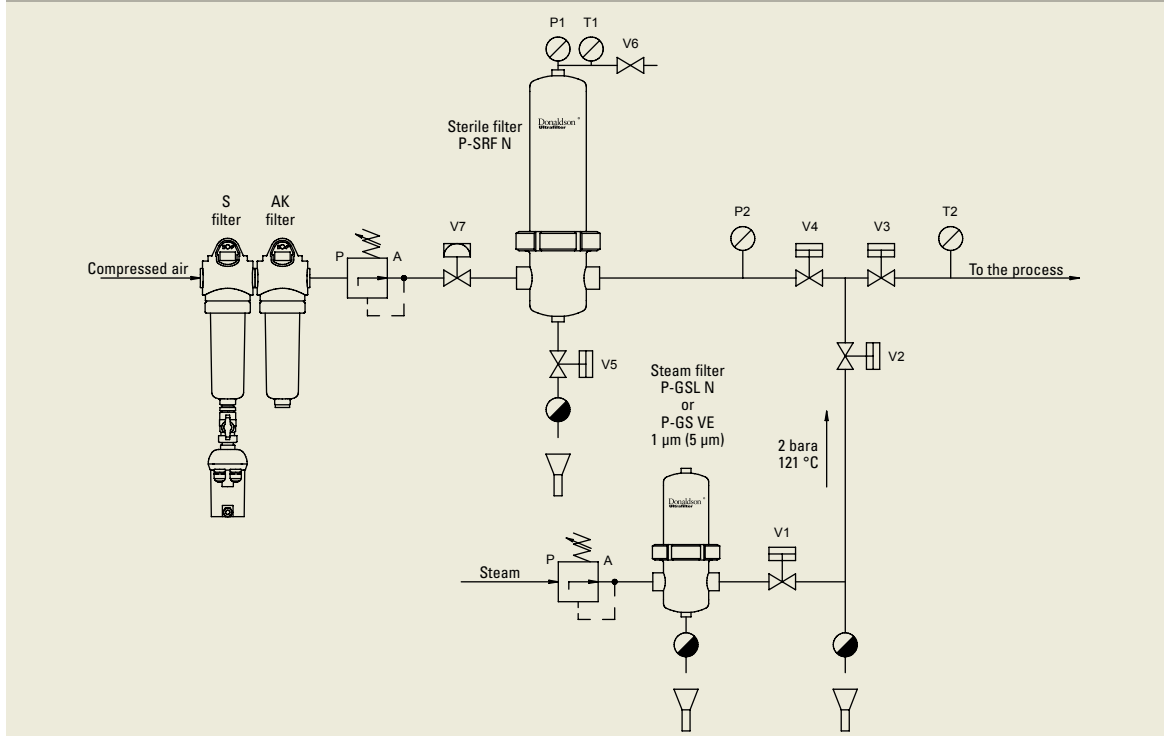 P1
T1
V6
Donaldson
Ultrafilter
Sterile filter
P-SRF N
S
filter
AK
filter
P
A
V7
P2
V4
V3
T2
Compressed air
To the process
V5
V2
Steam filter
P-GSL N
or
P-GS VE
1 µm (5 µm)
2 bara
121 °C
Donaldson
Ultrafilter
P
A
V1
Steam